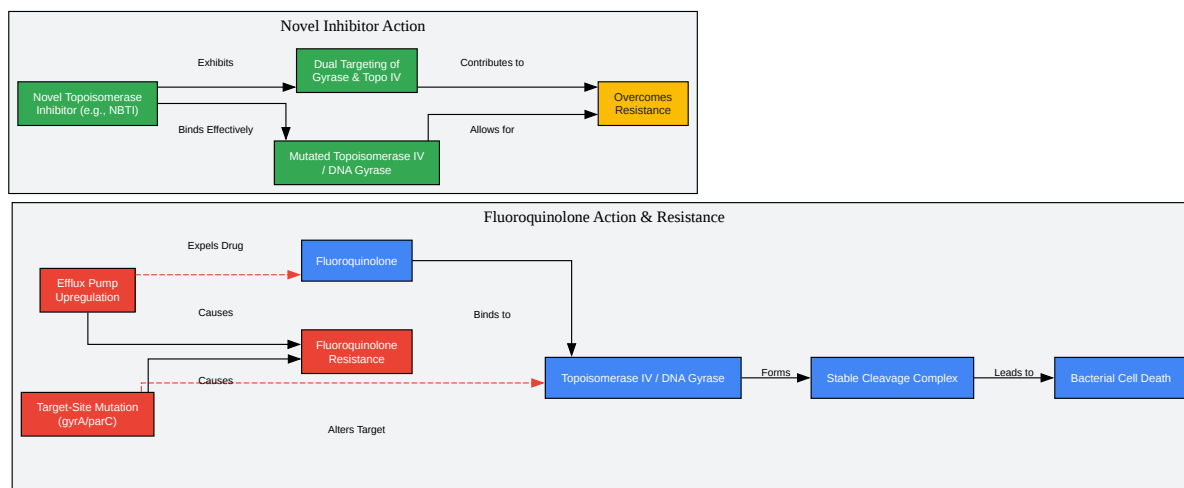 Novel Inhibitor Action
Exhibits
Dual Targeting of
Gyrase & Topo IV
Contributes to
Novel Topoisomerase
Inhibitor (e.g., NBTI)
Overcomes
Resistance
Binds Effectively
Allows for
Mutated Topoisomerase IV
/ DNA Gyrase
Fluoroquinolone Action & Resistance
Expels Drug
Fluoroquinolone
Efflux Pump
Upregulation
Causes
Binds to
Fluoroquinolone
Resistance
Causes
Topoisomerase IV / DNA Gyrase
Forms
Stable Cleavage Complex
Leads to
Bacterial Cell Death
Target-Site Mutation
(gyrA/parC)
Alters Target